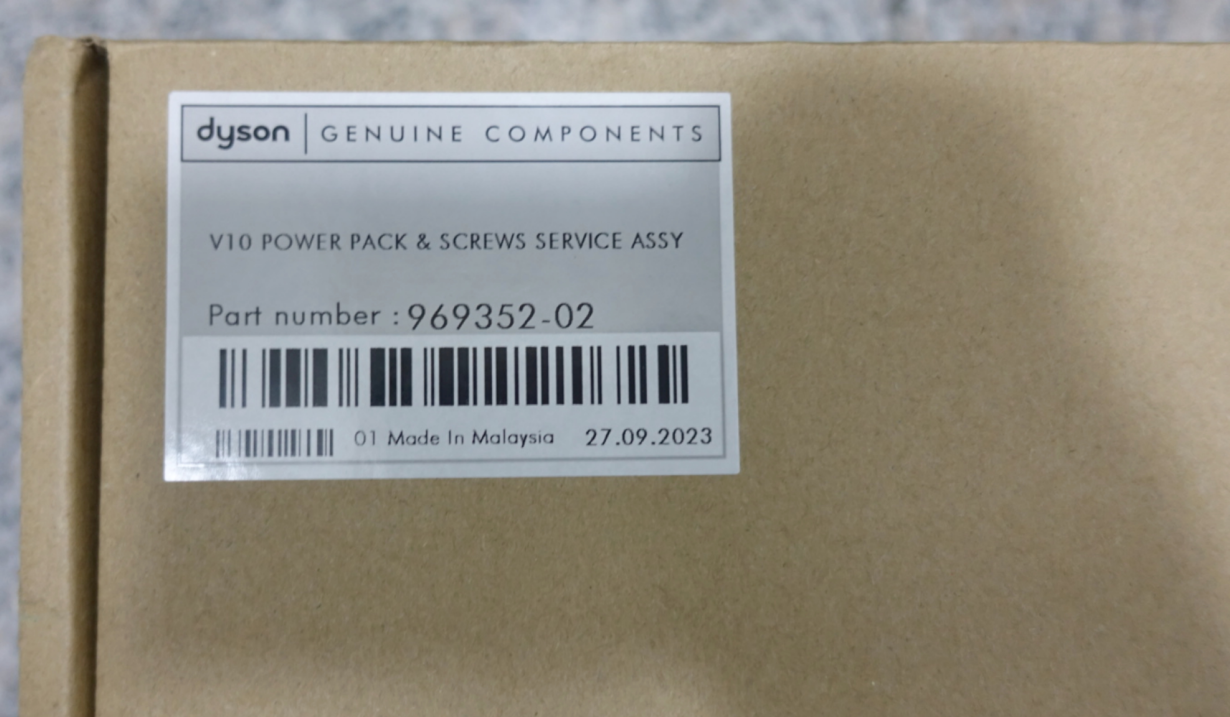 dyson | GENUINE COMPONENTS
V10 POWER PACK & SCREWS SERVICE ASSY
Part number : 969352-02
01 Made In Malaysia 27.09.2023